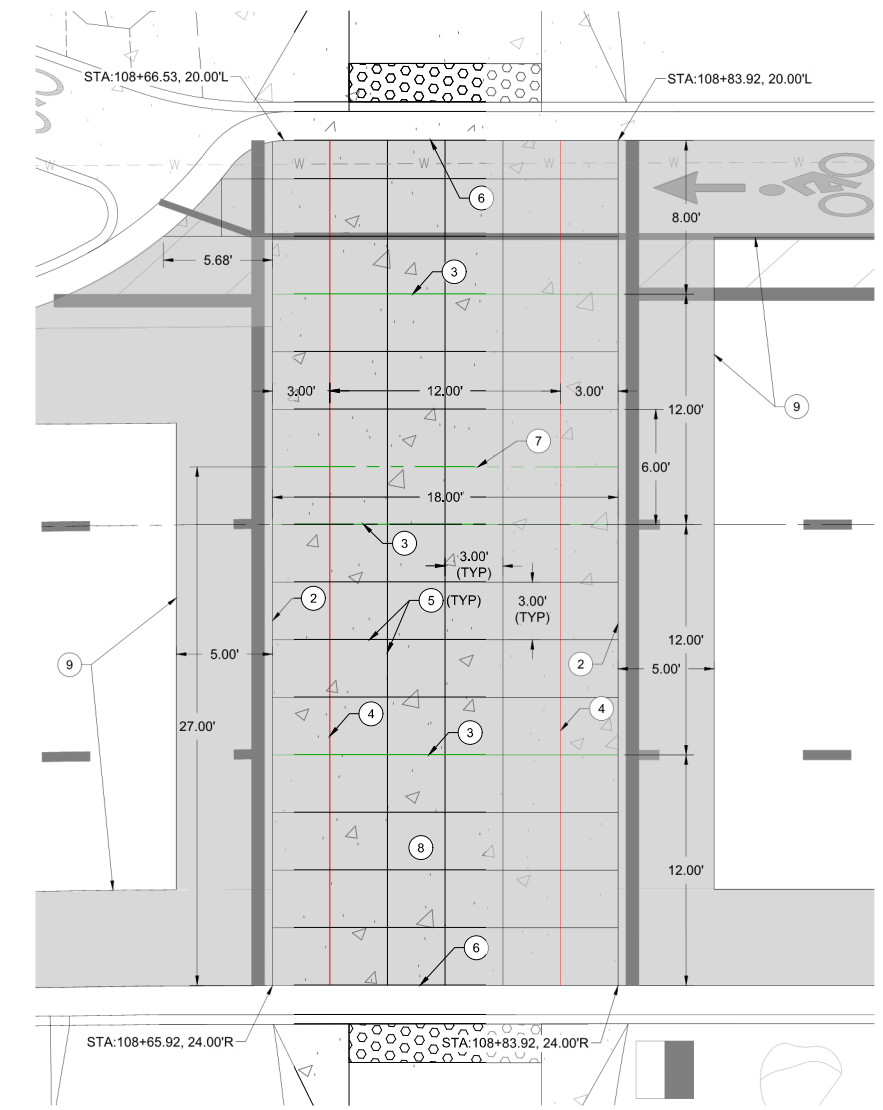 STA:108+66.53, 20.00'L
STA:108+83.92, 20.00'L
W W W W W W
6
8.00'
5.68'
3
3.00' 12.00' 3.00'
12.00'
9
7
6.00'
18.00'
3
3.00'
(TYP)
2
5 (TYP)
3.00'
(TYP)
9
5.00'
2
12.00'
5.00'
4
4
27.00'
3
8
12.00'
6
STA:108+65.92, 24.00'R
STA:108+83.92, 24.00'R